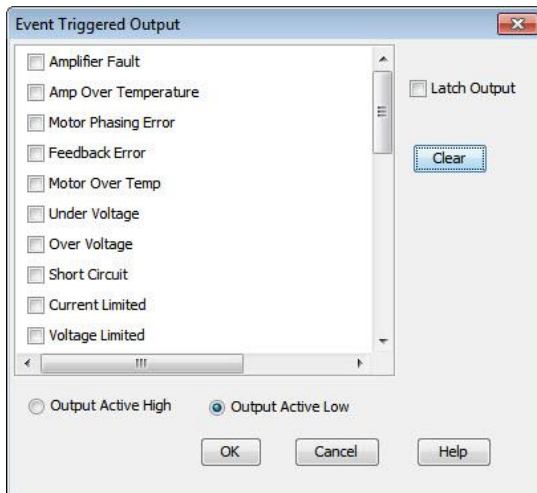 Event Triggered Output
Amplifier Fault
Amp Over Temperature
Motor Phasing Error
Feedback Error
Motor Over Temp
Under Voltage
Over Voltage
Short Circuit
Current Limited
Voltage Limited
Latch Output
Clear
Output Active High
Output Active Low
OK
Cancel
Help